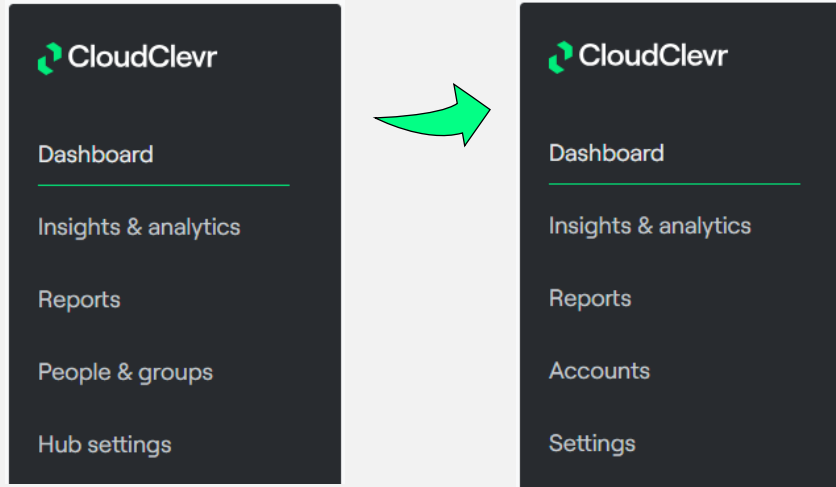 CloudClevr
Dashboard
Insights & analytics
Reports
People & groups
Hub settings
CloudClevr
Dashboard
Insights & analytics
Reports
Accounts
Settings